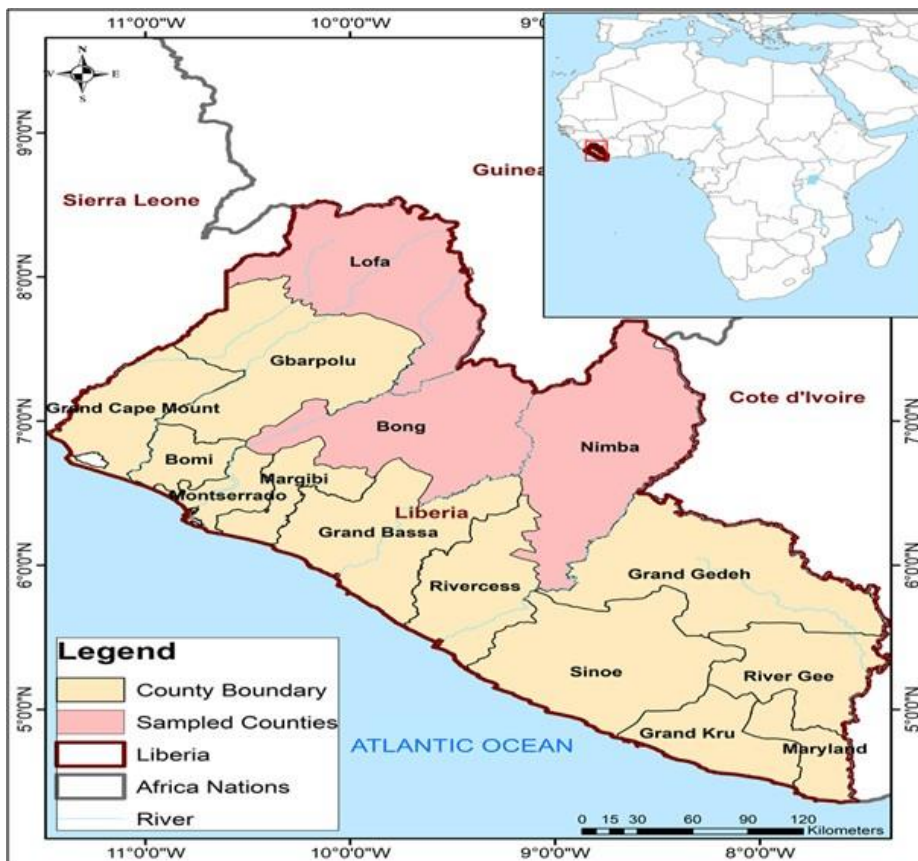 11°0'0"W
10°0'0"W
9°
N
E
S
9°0'0"N
8°0'0"N
7°0'0"N
6°0'0"N
5°0'0"N
Guinea
Sierra Leone
Lofa
Gbarpolu
Cote d'Ivoire
Grand Cape Mount
Bong
Nimba
Bomi
Margibi
Montserrado
Liberia
Grand Bassa
Rivercess
Grand Gedeh
Sinoe
River Gee
Grand Kru
Maryland
ATLANTIC OCEAN
Legend
County Boundary
Sampled Counties
Liberia
Africa Nations
River
0 15 30 60 90 120
Kilometers
8°0'0"N
7°0'0"N
6°0'0"N
5°0'0"N
11°0'0"W
10°0'0"W
9°0'0"W
8°0'0"W